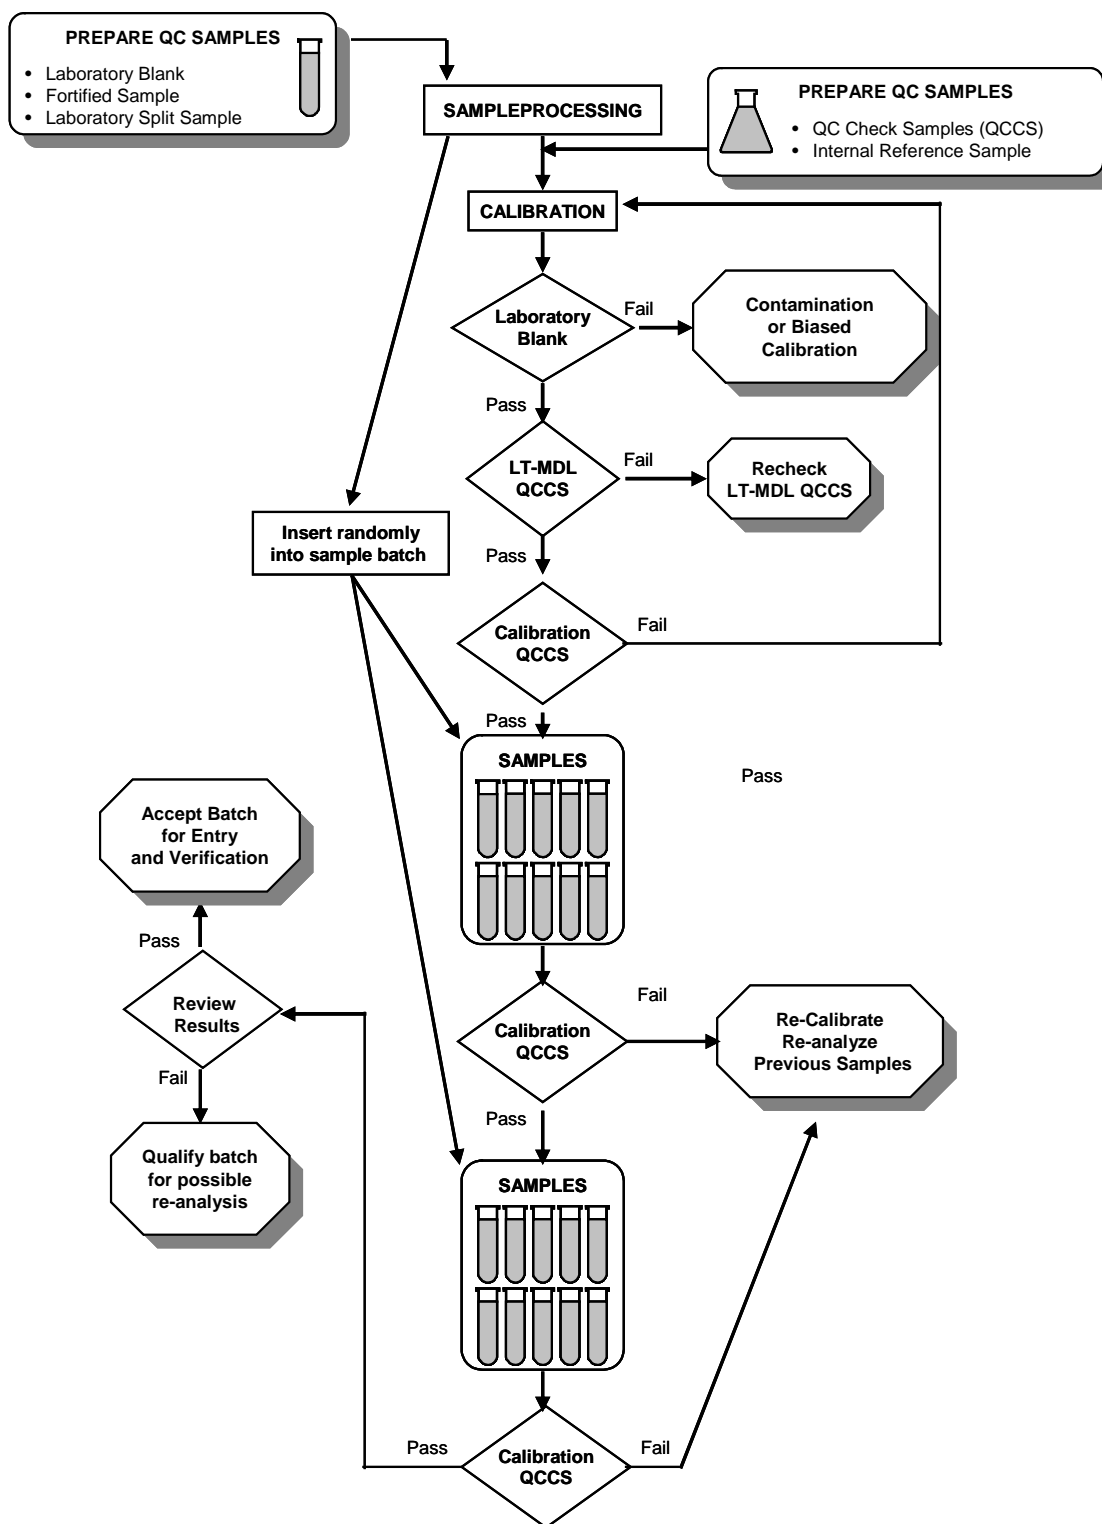 PREPARE QC SAMPLES
• Laboratory Blank
• Fortified Sample
• Laboratory Split Sample
SAMPLEPROCESSING
PREPARE QC SAMPLES
• QC Check Samples (QCCS)
• Internal Reference Sample
CALIBRATION
Laboratory
Blank
Fail
Contamination
or Biased
Calibration
Pass
LT-MDL
QCCS
Fail
Recheck
LT-MDL QCCS
Insert randomly
into sample batch
Pass
Calibration
QCCS
Fail
Pass
SAMPLES
Pass
Accept Batch
for Entry
and Verification
Pass
Review
Results
Fail
Qualify batch
for possible
re-analysis
Calibration
QCCS
Fail
Re-Calibrate
Re-analyze
Previous Samples
Pass
SAMPLES
Pass
Calibration
QCCS
Fail